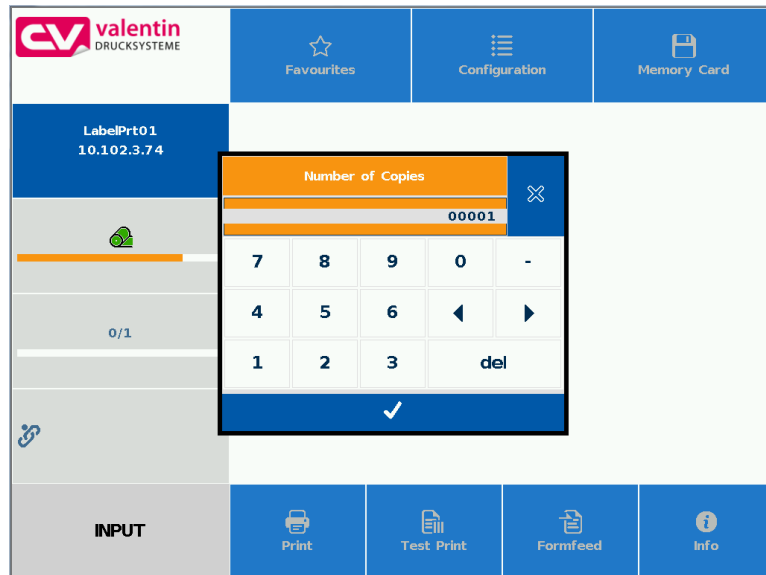 valentin
DRUCKSYSTEME
Favourites
Configuration
Memory Card
LabelPrt01
10.102.3.74
Number of Copies
00001
7 8 9 0 -
4 5 6
1 2 3 del
0/1
INPUT
Print
Test Print
Formfeed
Info